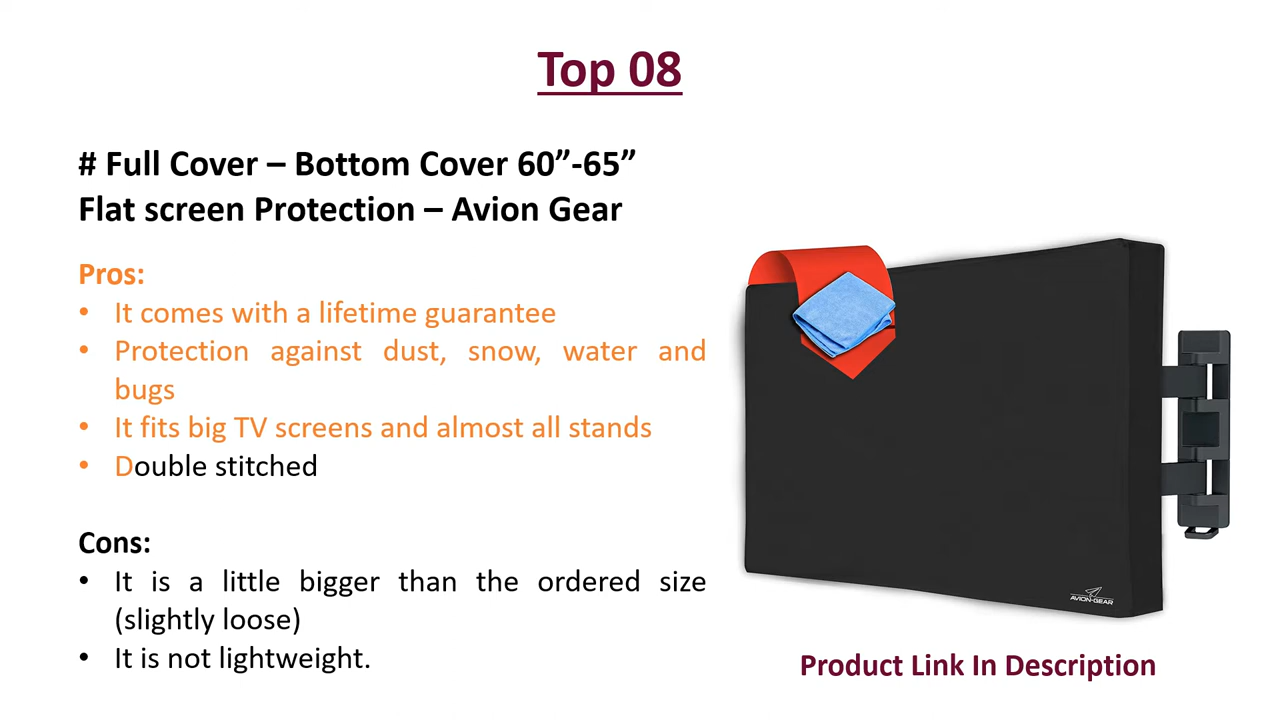 Top 08
# Full Cover – Bottom Cover 60”-65”
Flat screen Protection – Avion Gear
Pros:
• It comes with a lifetime guarantee
• Protection against dust, snow, water and
bugs
• It fits big TV screens and almost all stands
• Double stitched
Cons:
• It is a little bigger than the ordered size
(slightly loose)
• It is not lightweight.
AVION-GEAR
Product Link In Description